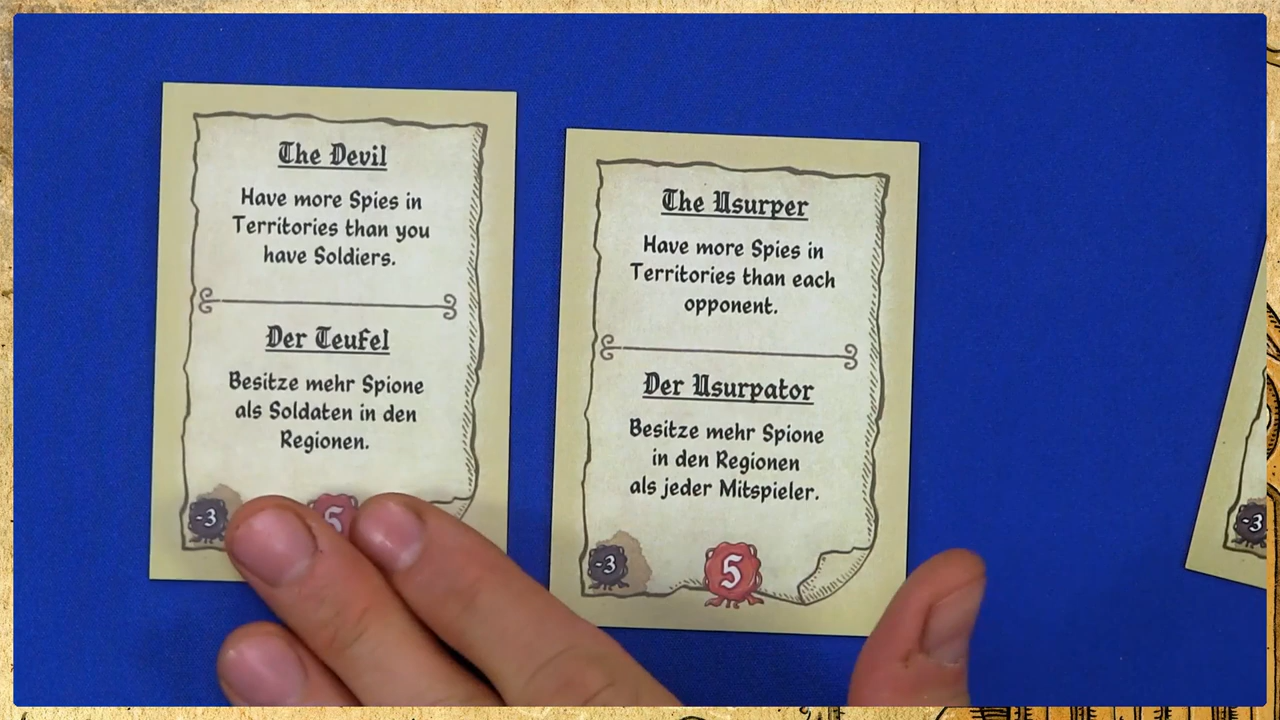 The Devil
Have more Spies in
Territories than you
have Soldiers.
Der Teufel
Besitze mehr Spione
als Soldaten in den
Regionen.
-3
5
The Usurper
Have more Spies in
Territories than each
opponent.
Der Usurpator
Besitze mehr Spione
in den Regionen
als jeder Mitspieler.
-3
5
-3